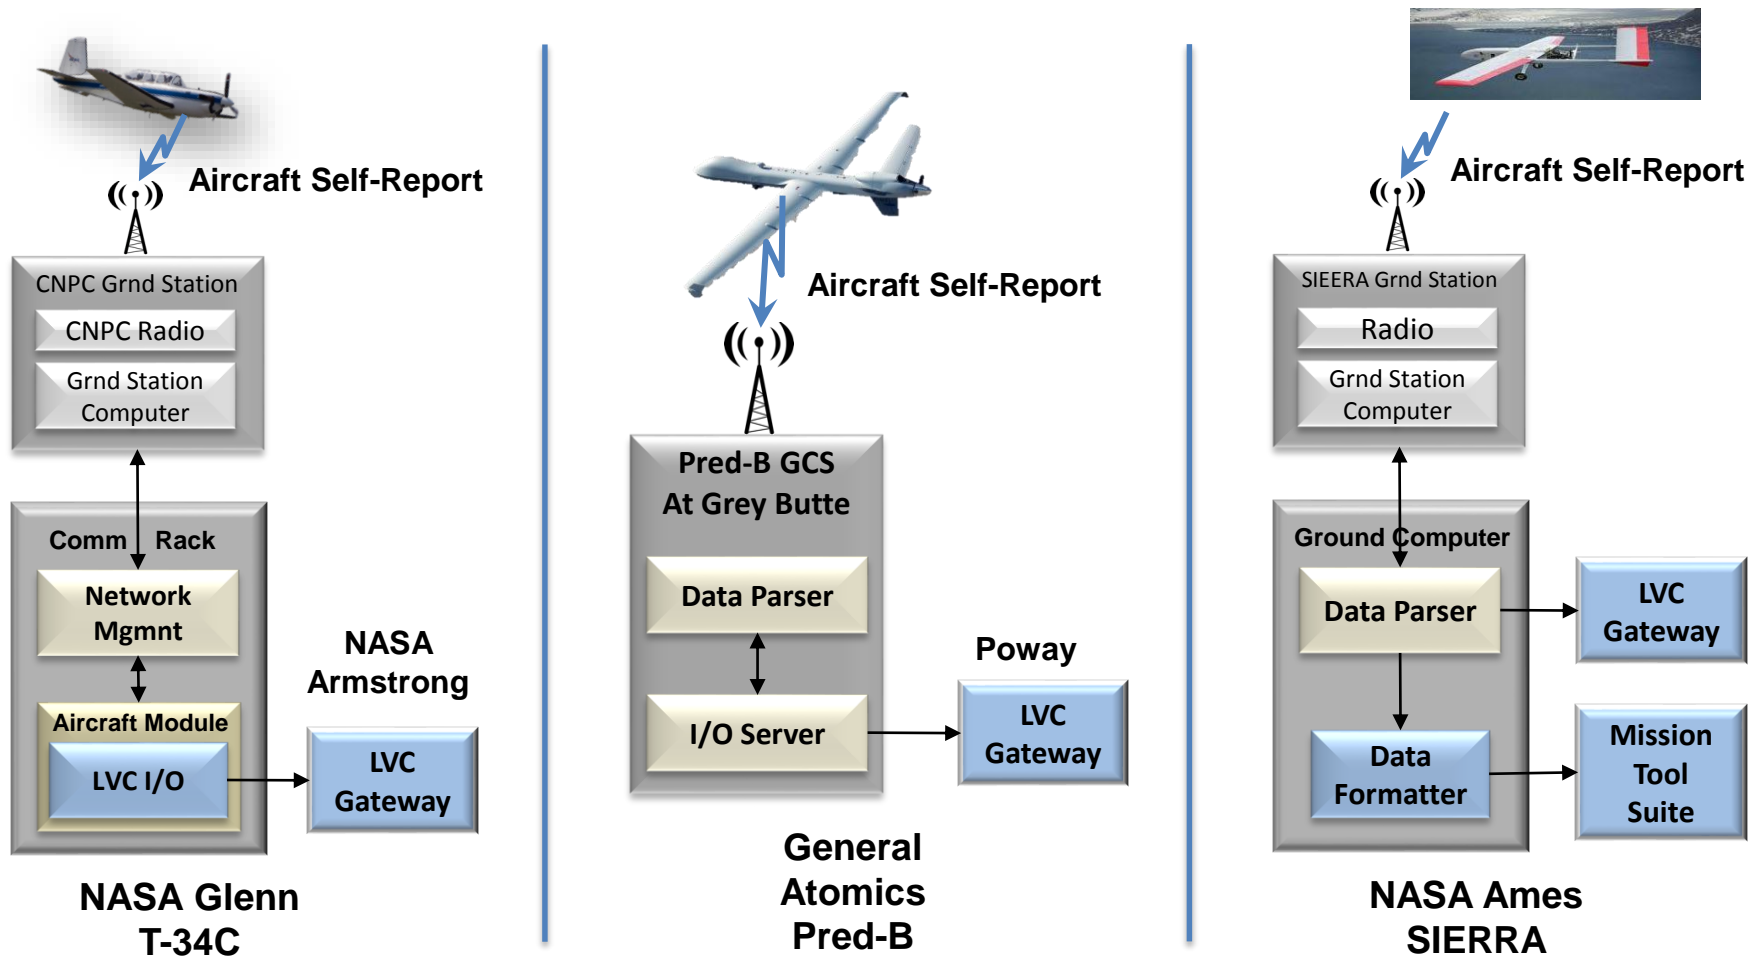 Aircraft Self-Report
CNPC Grnd Station
CNPC Radio
Grnd Station
Computer
Comm Rack
Network
Mgmnt
Aircraft Module
LVC I/O
NASA
Armstrong
LVC
Gateway
NASA Glenn
T-34C
Aircraft Self-Report
Pred-B GCS
At Grey Butte
Data Parser
I/O Server
Poway
LVC
Gateway
General
Atomics
Pred-B
Aircraft Self-Report
SIEERA Grnd Station
Radio
Grnd Station
Computer
Ground Computer
Data Parser
LVC
Gateway
Data
Formatter
Mission
Tool
Suite
NASA Ames
SIERRA